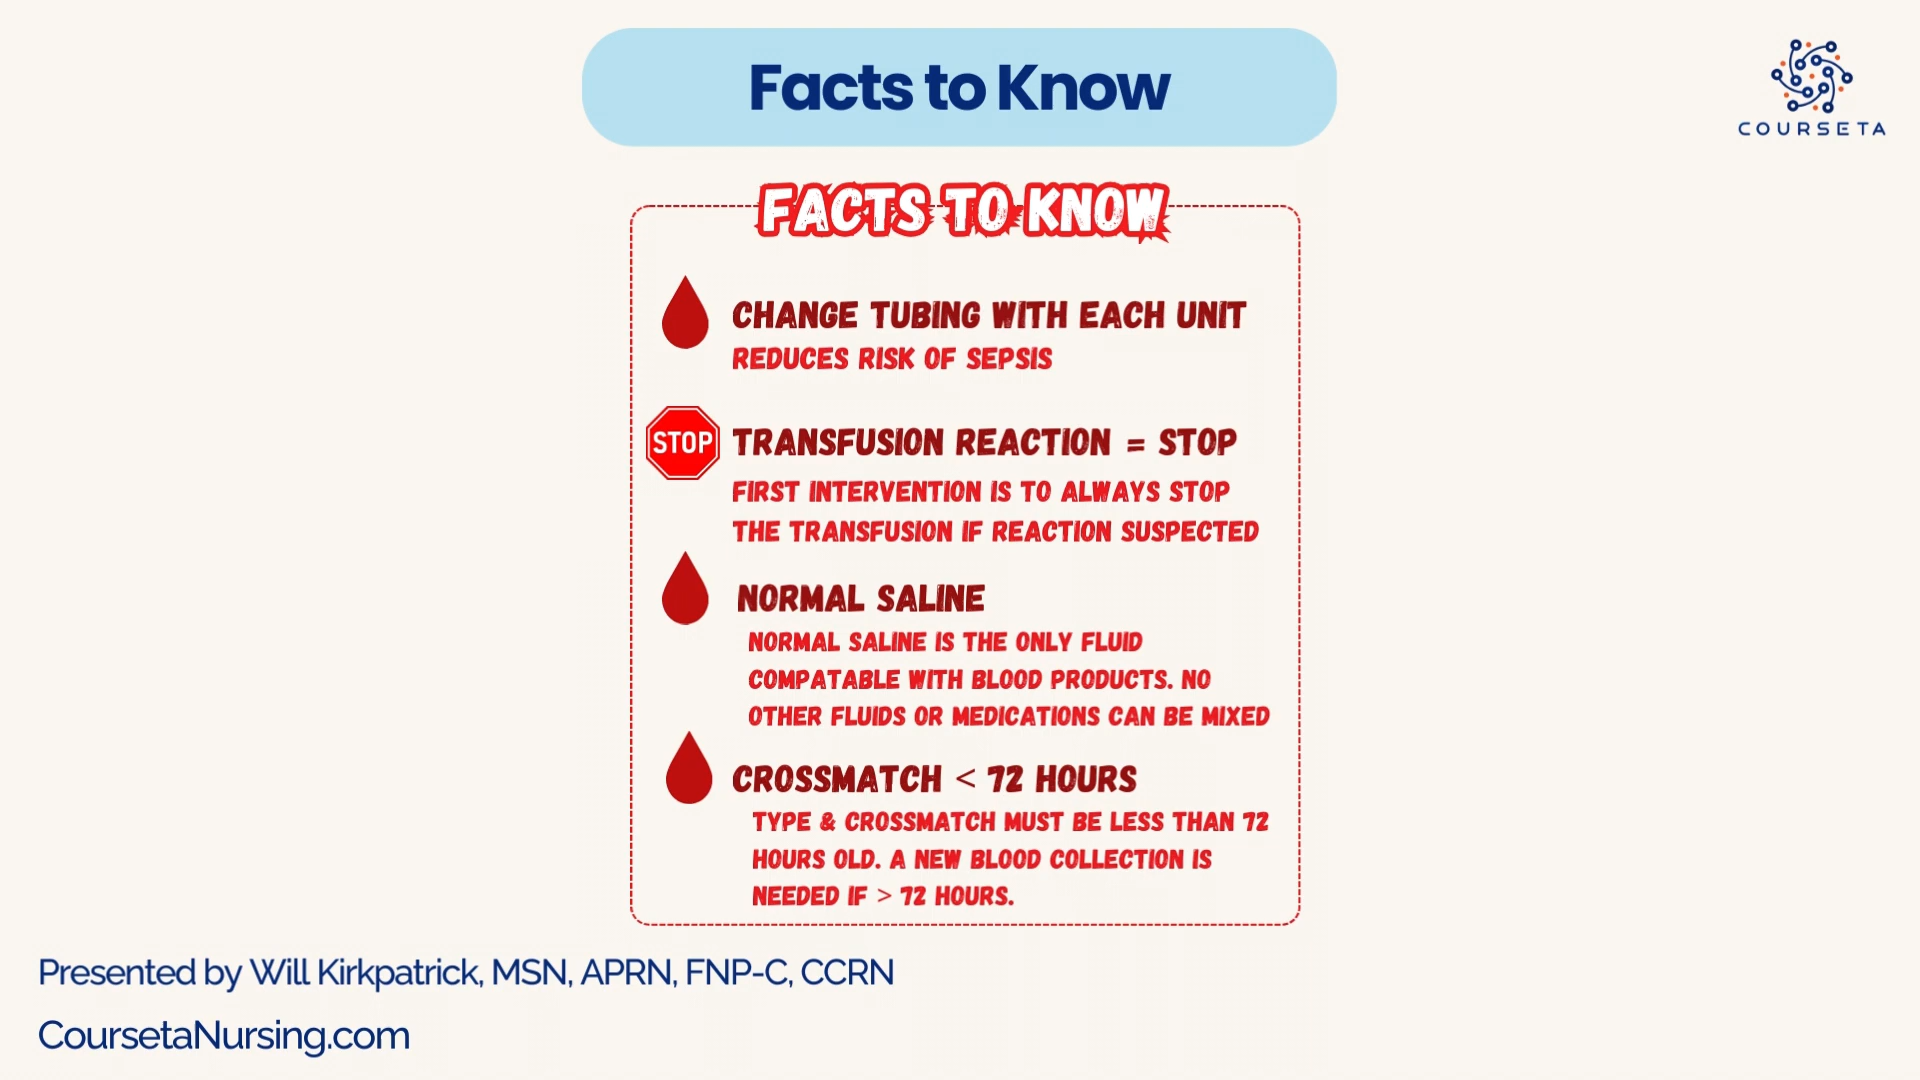 Facts to Know
COURSETA
FACTS TO KNOW
CHANGE TUBING WITH EACH UNIT
REDUCES RISK OF SEPSIS
STOP
TRANSFUSION REACTION = STOP
FIRST INTERVENTION IS TO ALWAYS STOP
THE TRANSFUSION IF REACTION SUSPECTED
NORMAL SALINE
NORMAL SALINE IS THE ONLY FLUID
COMPATABLE WITH BLOOD PRODUCTS. NO
OTHER FLUIDS OR MEDICATIONS CAN BE MIXED
CROSSMATCH < 72 HOURS
TYPE & CROSSMATCH MUST BE LESS THAN 72
HOURS OLD. A NEW BLOOD COLLECTION IS
NEEDED IF > 72 HOURS.
Presented by Will Kirkpatrick, MSN, APRN, FNP-C, CCRN
CoursetaNursing.com